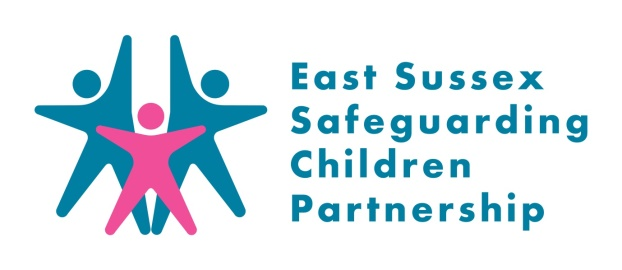 East Sussex
Safeguarding
Children
Partnership